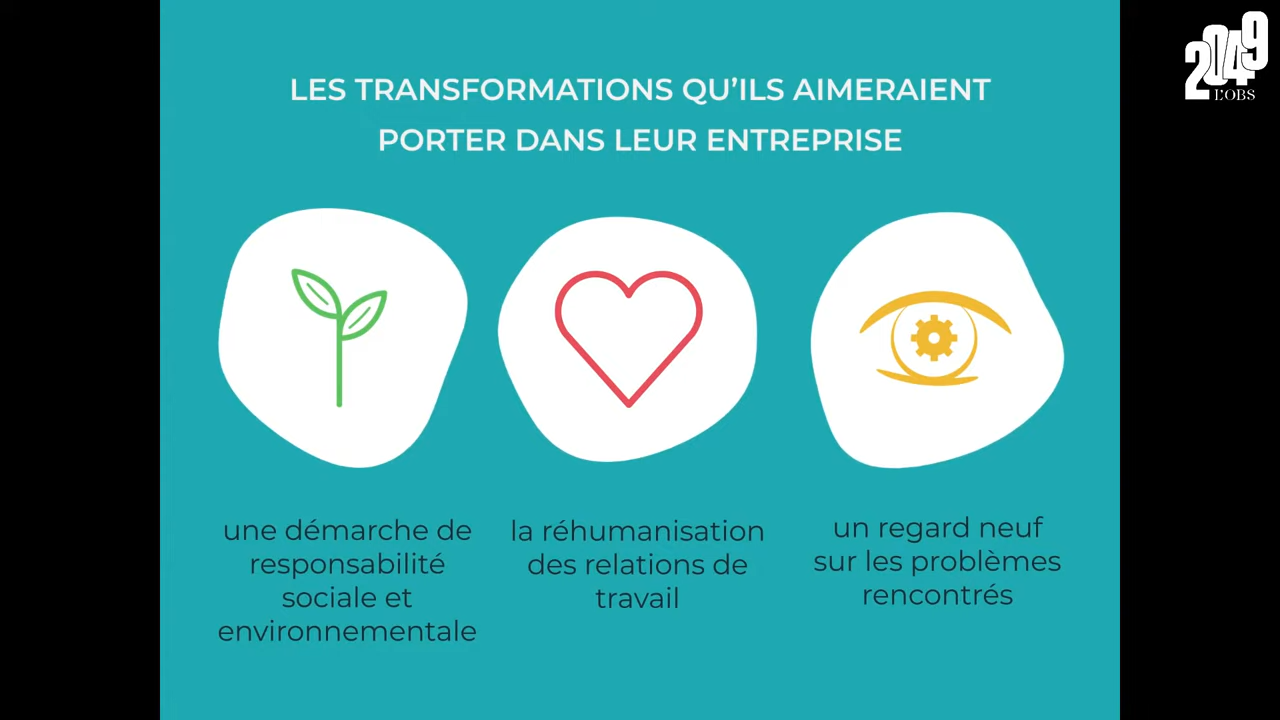 LES TRANSFORMATIONS QU'ILS AIMERAIENT
PORTER DANS LEUR ENTREPRISE
une démarche de
responsabilité
sociale et
environnementale
la réhumanisation
des relations de
travail
un regard neuf
sur les problèmes
rencontrés
2049
L'OBS